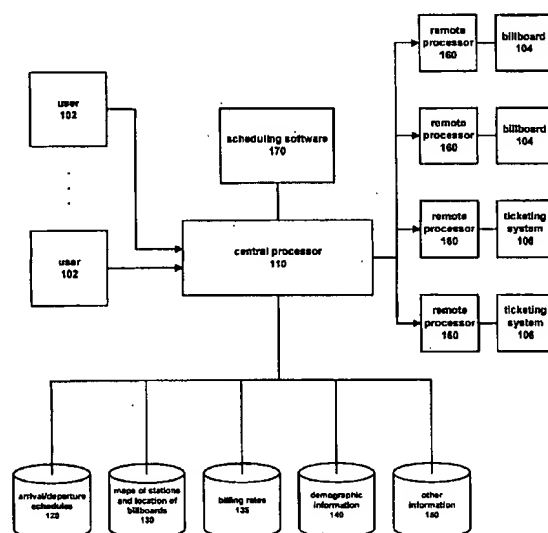 user
102
user
102
scheduling software
170
central processor
110
remote
processor
160
billboard
104
remote
processor
160
billboard
104
remote
processor
160
ticketing
system
106
remote
processor
160
ticketing
system
106
arrival/departure
schedules
120
maps of stations
and location of
billboards
130
billing rates
135
demographic
information
140
other
information
150